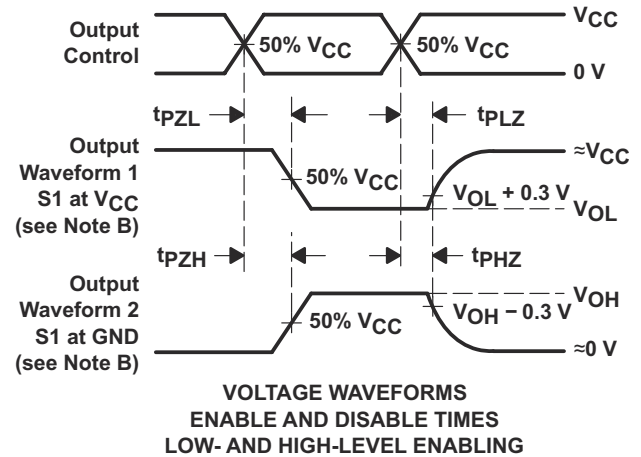 Output
Control
50% VCC
50% VCC
VCC
0 V
tPZL
tPLZ
Output
Waveform 1
S1 at VCC
(see Note B)
50% VCC
≈VCC
VOL + 0.3 V
VOL
tPZH
tPHZ
Output
Waveform 2
S1 at GND
(see Note B)
50% VCC
VOH
VOH − 0.3 V
≈0 V
VOLTAGE WAVEFORMS
ENABLE AND DISABLE TIMES
LOW- AND HIGH-LEVEL ENABLING